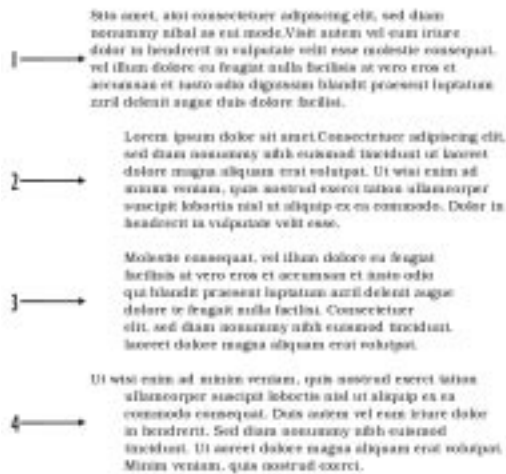 Sito amet, atoi consectetuer adipiscing elit, sed diam
nonummy nibal as eui mode.Visit autem vel eum iriure
dolor in hendrerit in vulputate velit esse molestie consequat,
vel illum dolore eu feugiat nulla facilisis at vero eros et
accumsan et iusto odio dignissim blandit praesent luptatum
zzril delenit augue duis dolore facilisi.
1
Lorem ipsum dolor sit amet.Consectetuer adipiscing elit,
sed diam nonummy nibh euismod tincidunt ut laoreet
dolore magna aliquam erat volutpat. Ut wisi enim ad
minim veniam, quis nostrud exerci tation ullamcorper
suscipit lobortis nisl ut aliquip ex ea commodo. Dolor in
hendrerit in vulputate velit esse.
2
Molestie consequat, vel illum dolore eu feugiat
facilisis at vero eros et accumsan et iusto odio
qui blandit praesent luptatum zzril delenit augue
dolore te feugait nulla facilisi. Consectetuer
elit, sed diam nonummy nibh euismod tincidunt.
laoreet dolore magna aliquam erat volutpat.
3
Ut wisi enim ad minim veniam, quis nostrud exerci tation
ullamcorper suscipit lobortis nisl ut aliquip ex ea
commodo consequat. Duis autem vel eum iriure dolor
in hendrerit. Sed diam nonummy nibh euismod
tincidunt. Ut aoreet dolore magna aliquam erat volutpat.
Minim veniam, quis nostrud exerci.
4